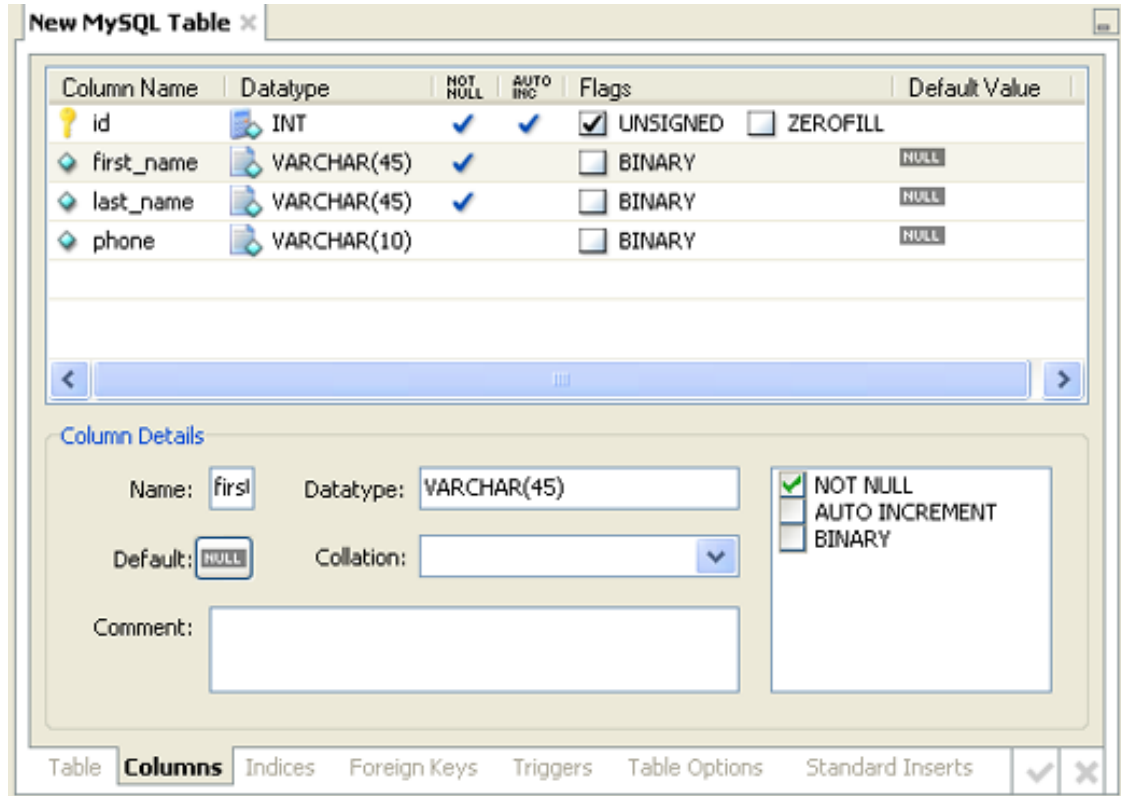 New MySQL Table
Column Name Datatype NOT NULL AUTO INC Flags Default Value
id INT UNSIGNED ZEROFILL
first_name VARCHAR(45) BINARY NULL
last_name VARCHAR(45) BINARY NULL
phone VARCHAR(10) BINARY NULL
Column Details
Name: first Datatype: VARCHAR(45)
NOT NULL
AUTO INCREMENT
BINARY
Default: NULL Collation:
Comment:
Table Columns Indices Foreign Keys Triggers Table Options Standard Inserts